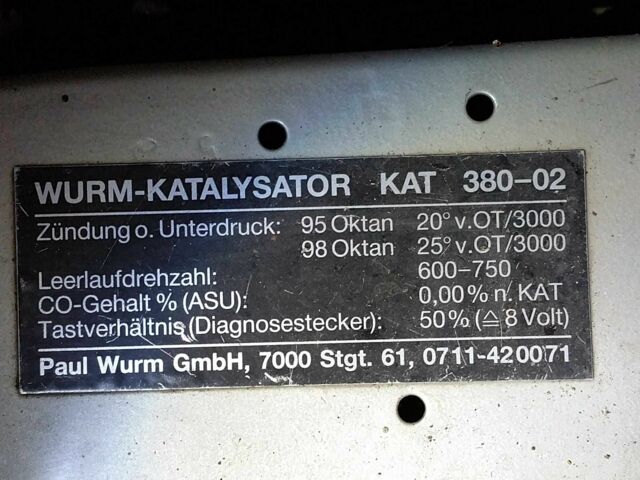 WURM-KATALYSATOR KAT 380-02
Zündung o. Unterdruck: 95 Oktan 20° v.OT/3000
98 Oktan 25° v.OT/3000
Leerlaufdrehzahl: 600-750
CO-Gehalt % (ASU): 0,00% n. KAT
Tastverhältnis (Diagnosestecker): 50% (≙ 8 Volt)
Paul Wurm GmbH, 7000 Stgt. 61, 0711-420071